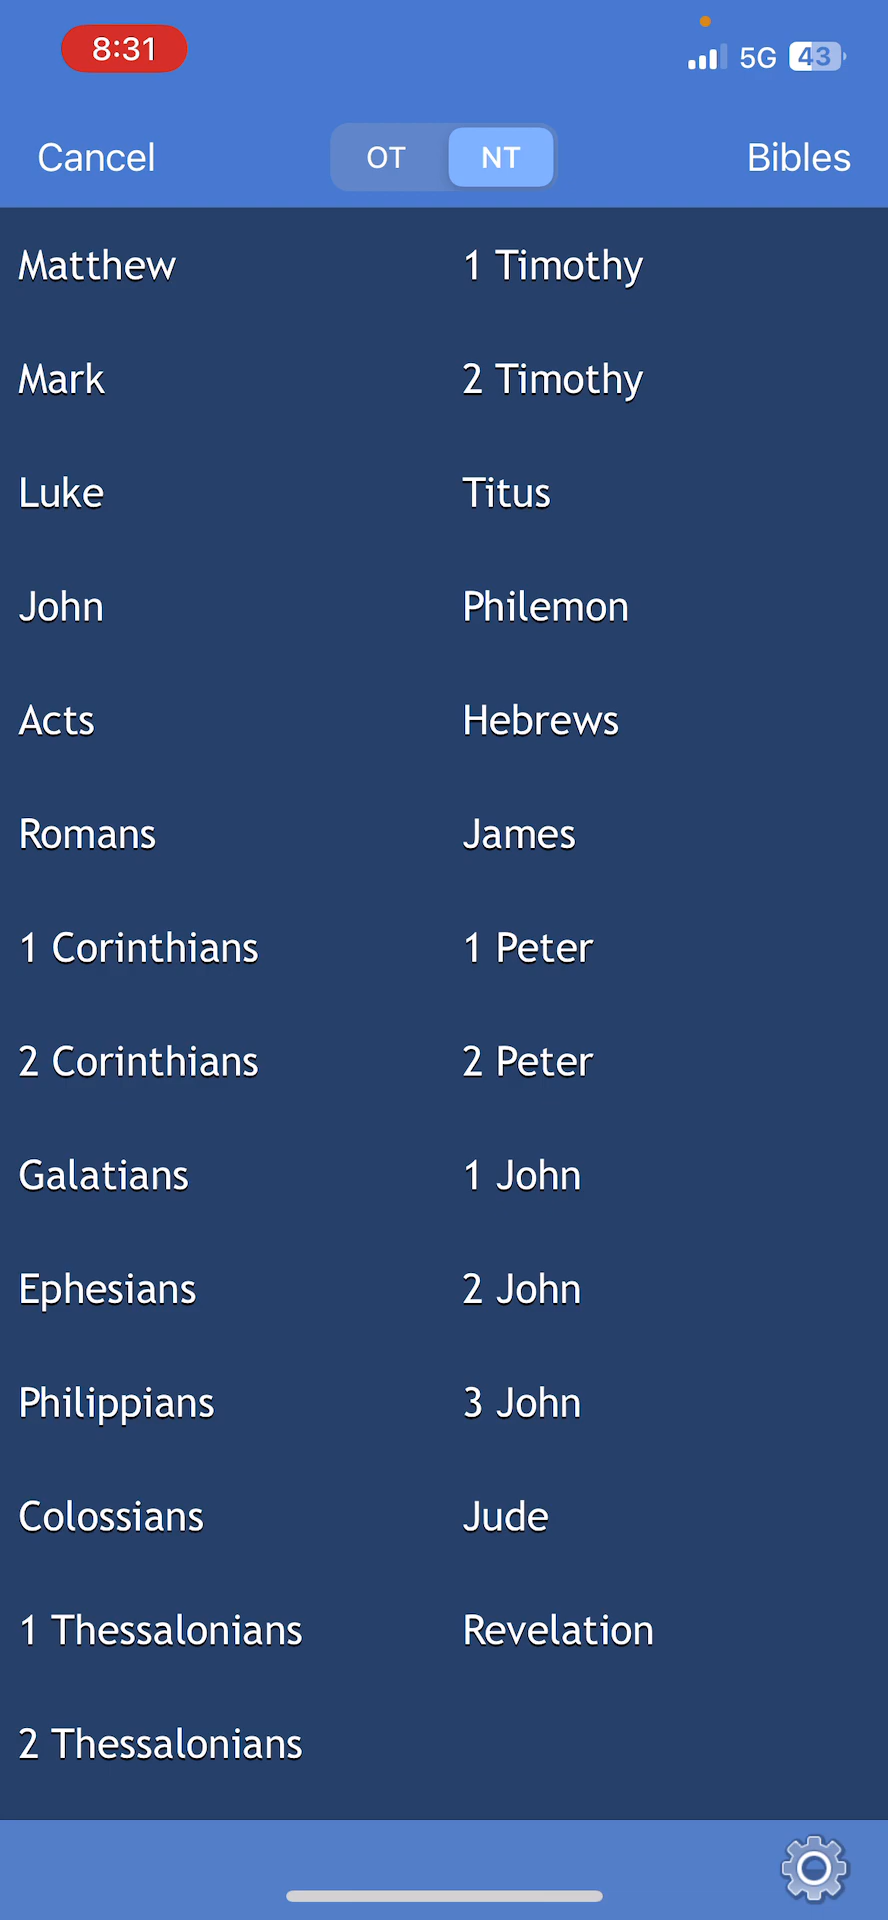 8:31
5G 43
Cancel OT NT Bibles
Matthew
Mark
Luke
John
Acts
Romans
1 Corinthians
2 Corinthians
Galatians
Ephesians
Philippians
Colossians
1 Thessalonians
2 Thessalonians
1 Timothy
2 Timothy
Titus
Philemon
Hebrews
James
1 Peter
2 Peter
1 John
2 John
3 John
Jude
Revelation